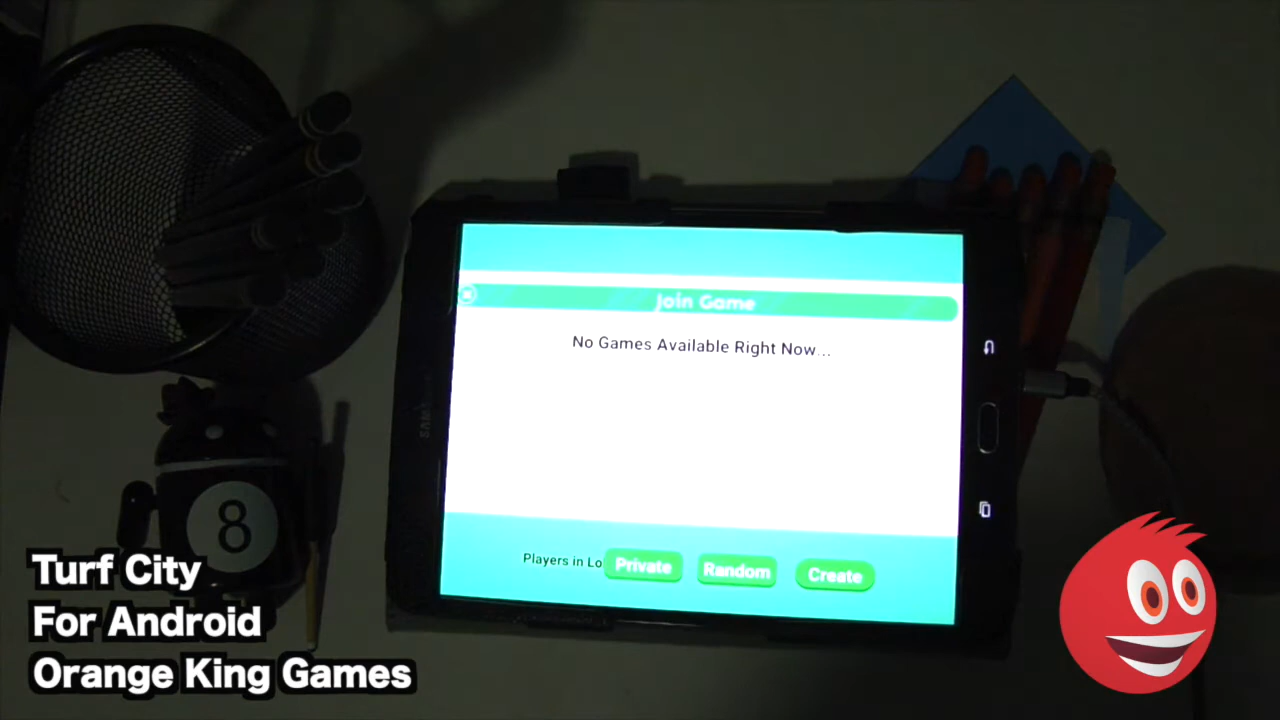 Join Game
No Games Available Right Now...
Players in Lo
Private
Random
Create
8
Turf City
For Android
Orange King Games